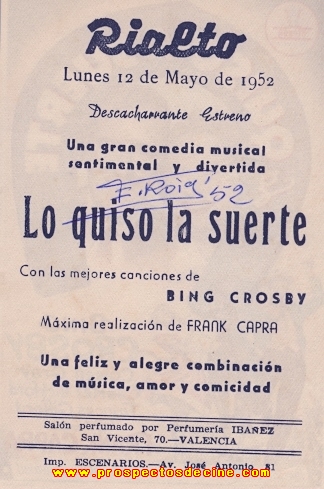 Rialto
Lunes 12 de Mayo de 1952
Descacharrante Estreno
Una gran comedia musical
sentimental y divertida
F. Roig '52
Lo quiso la suerte
Con las mejores canciones de
BING CROSBY
Máxima realización de FRANK CAPRA
Una feliz y alegre combinación
de música, amor y comicidad
Salón perfumado por Perfumería IBAÑEZ
San Vicente, 70.—VALENCIA
Imp. ESCENARIOS.—Av. José Antonio 81
www.prospectosdecine.com